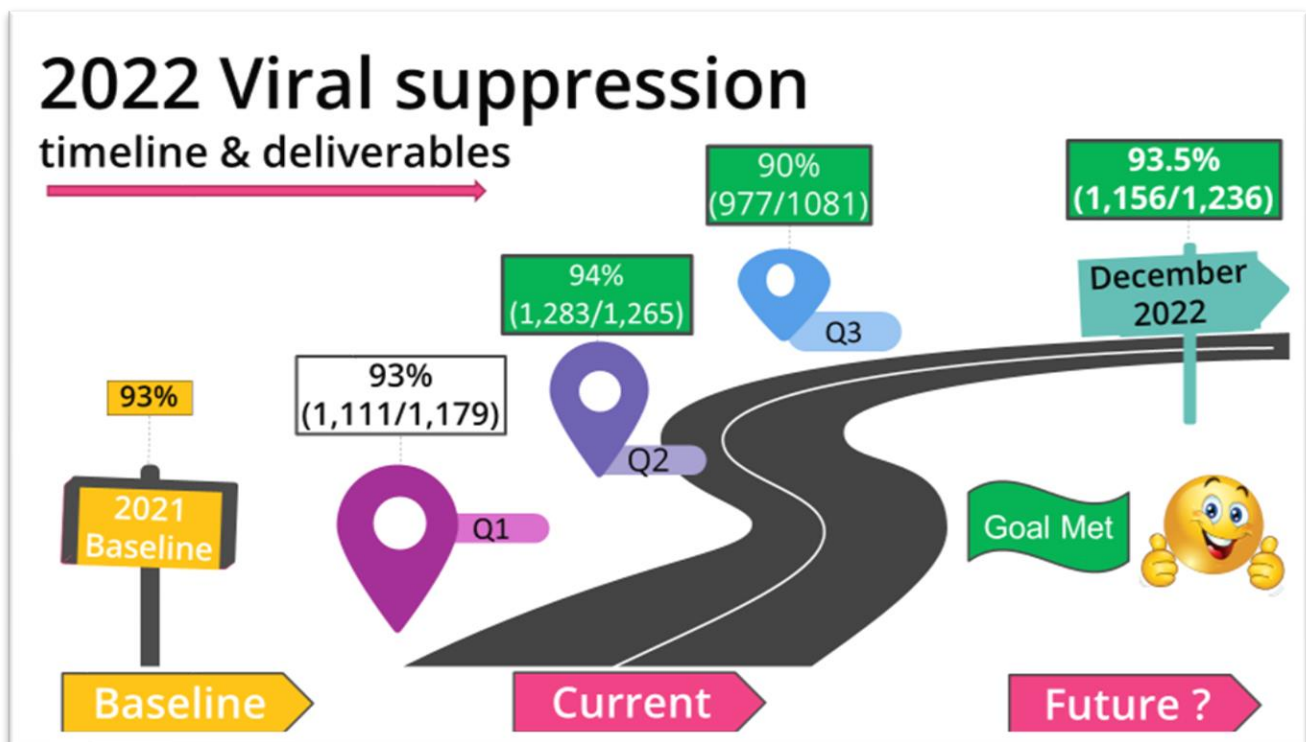 2022 Viral suppression
timeline & deliverables
93%
2021
Baseline
93%
(1,111/1,179)
Q1
94%
(1,283/1,265)
Q2
90%
(977/1081)
Q3
93.5%
(1,156/1,236)
December
2022
Goal Met
Baseline
Current
Future ?